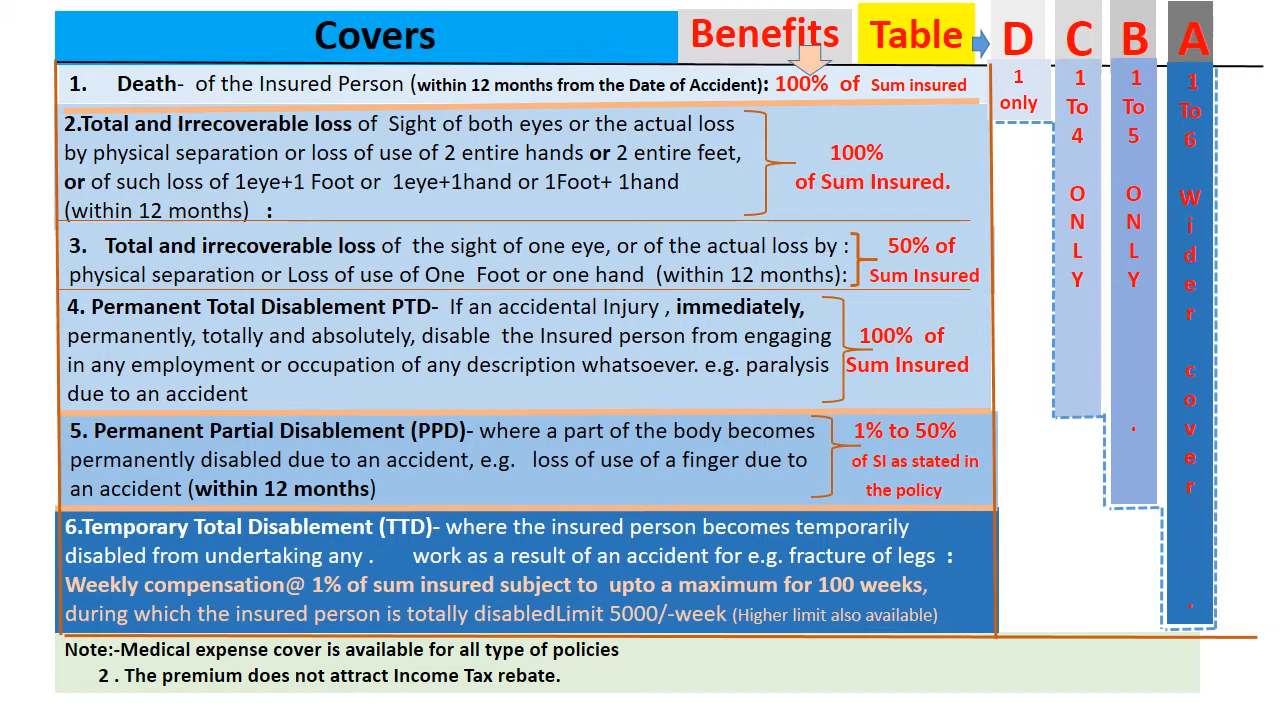 Covers Benefits Table D C B A
1. Death- of the Insured Person (within 12 months from the Date of Accident): 100% of Sum insured
2.Total and Irrecoverable loss of Sight of both eyes or the actual loss
by physical separation or loss of use of 2 entire hands or 2 entire feet,
or of such loss of 1eye+1 Foot or 1eye+1hand or 1Foot+ 1hand
(within 12 months) :
100%
of Sum Insured.
3. Total and irrecoverable loss of the sight of one eye, or of the actual loss by :
physical separation or Loss of use of One Foot or one hand (within 12 months):
50% of
Sum Insured
4. Permanent Total Disablement PTD- If an accidental Injury , immediately,
permanently, totally and absolutely, disable the Insured person from engaging
in any employment or occupation of any description whatsoever. e.g. paralysis
due to an accident
100% of
Sum Insured
5. Permanent Partial Disablement (PPD)- where a part of the body becomes
permanently disabled due to an accident, e.g. loss of use of a finger due to
an accident (within 12 months)
1% to 50%
of SI as stated in
the policy
6.Temporary Total Disablement (TTD)- where the insured person becomes temporarily
disabled from undertaking any . work as a result of an accident for e.g. fracture of legs :
Weekly compensation@ 1% of sum insured subject to upto a maximum for 100 weeks,
during which the insured person is totally disabledLimit 5000/-week (Higher limit also available)
1
only
1
To
4
O
N
L
Y
1
To
5
O
N
L
Y
.
1
To
6
W
i
d
e
r
c
o
v
e
r
.
Note:-Medical expense cover is available for all type of policies
2 . The premium does not attract Income Tax rebate.